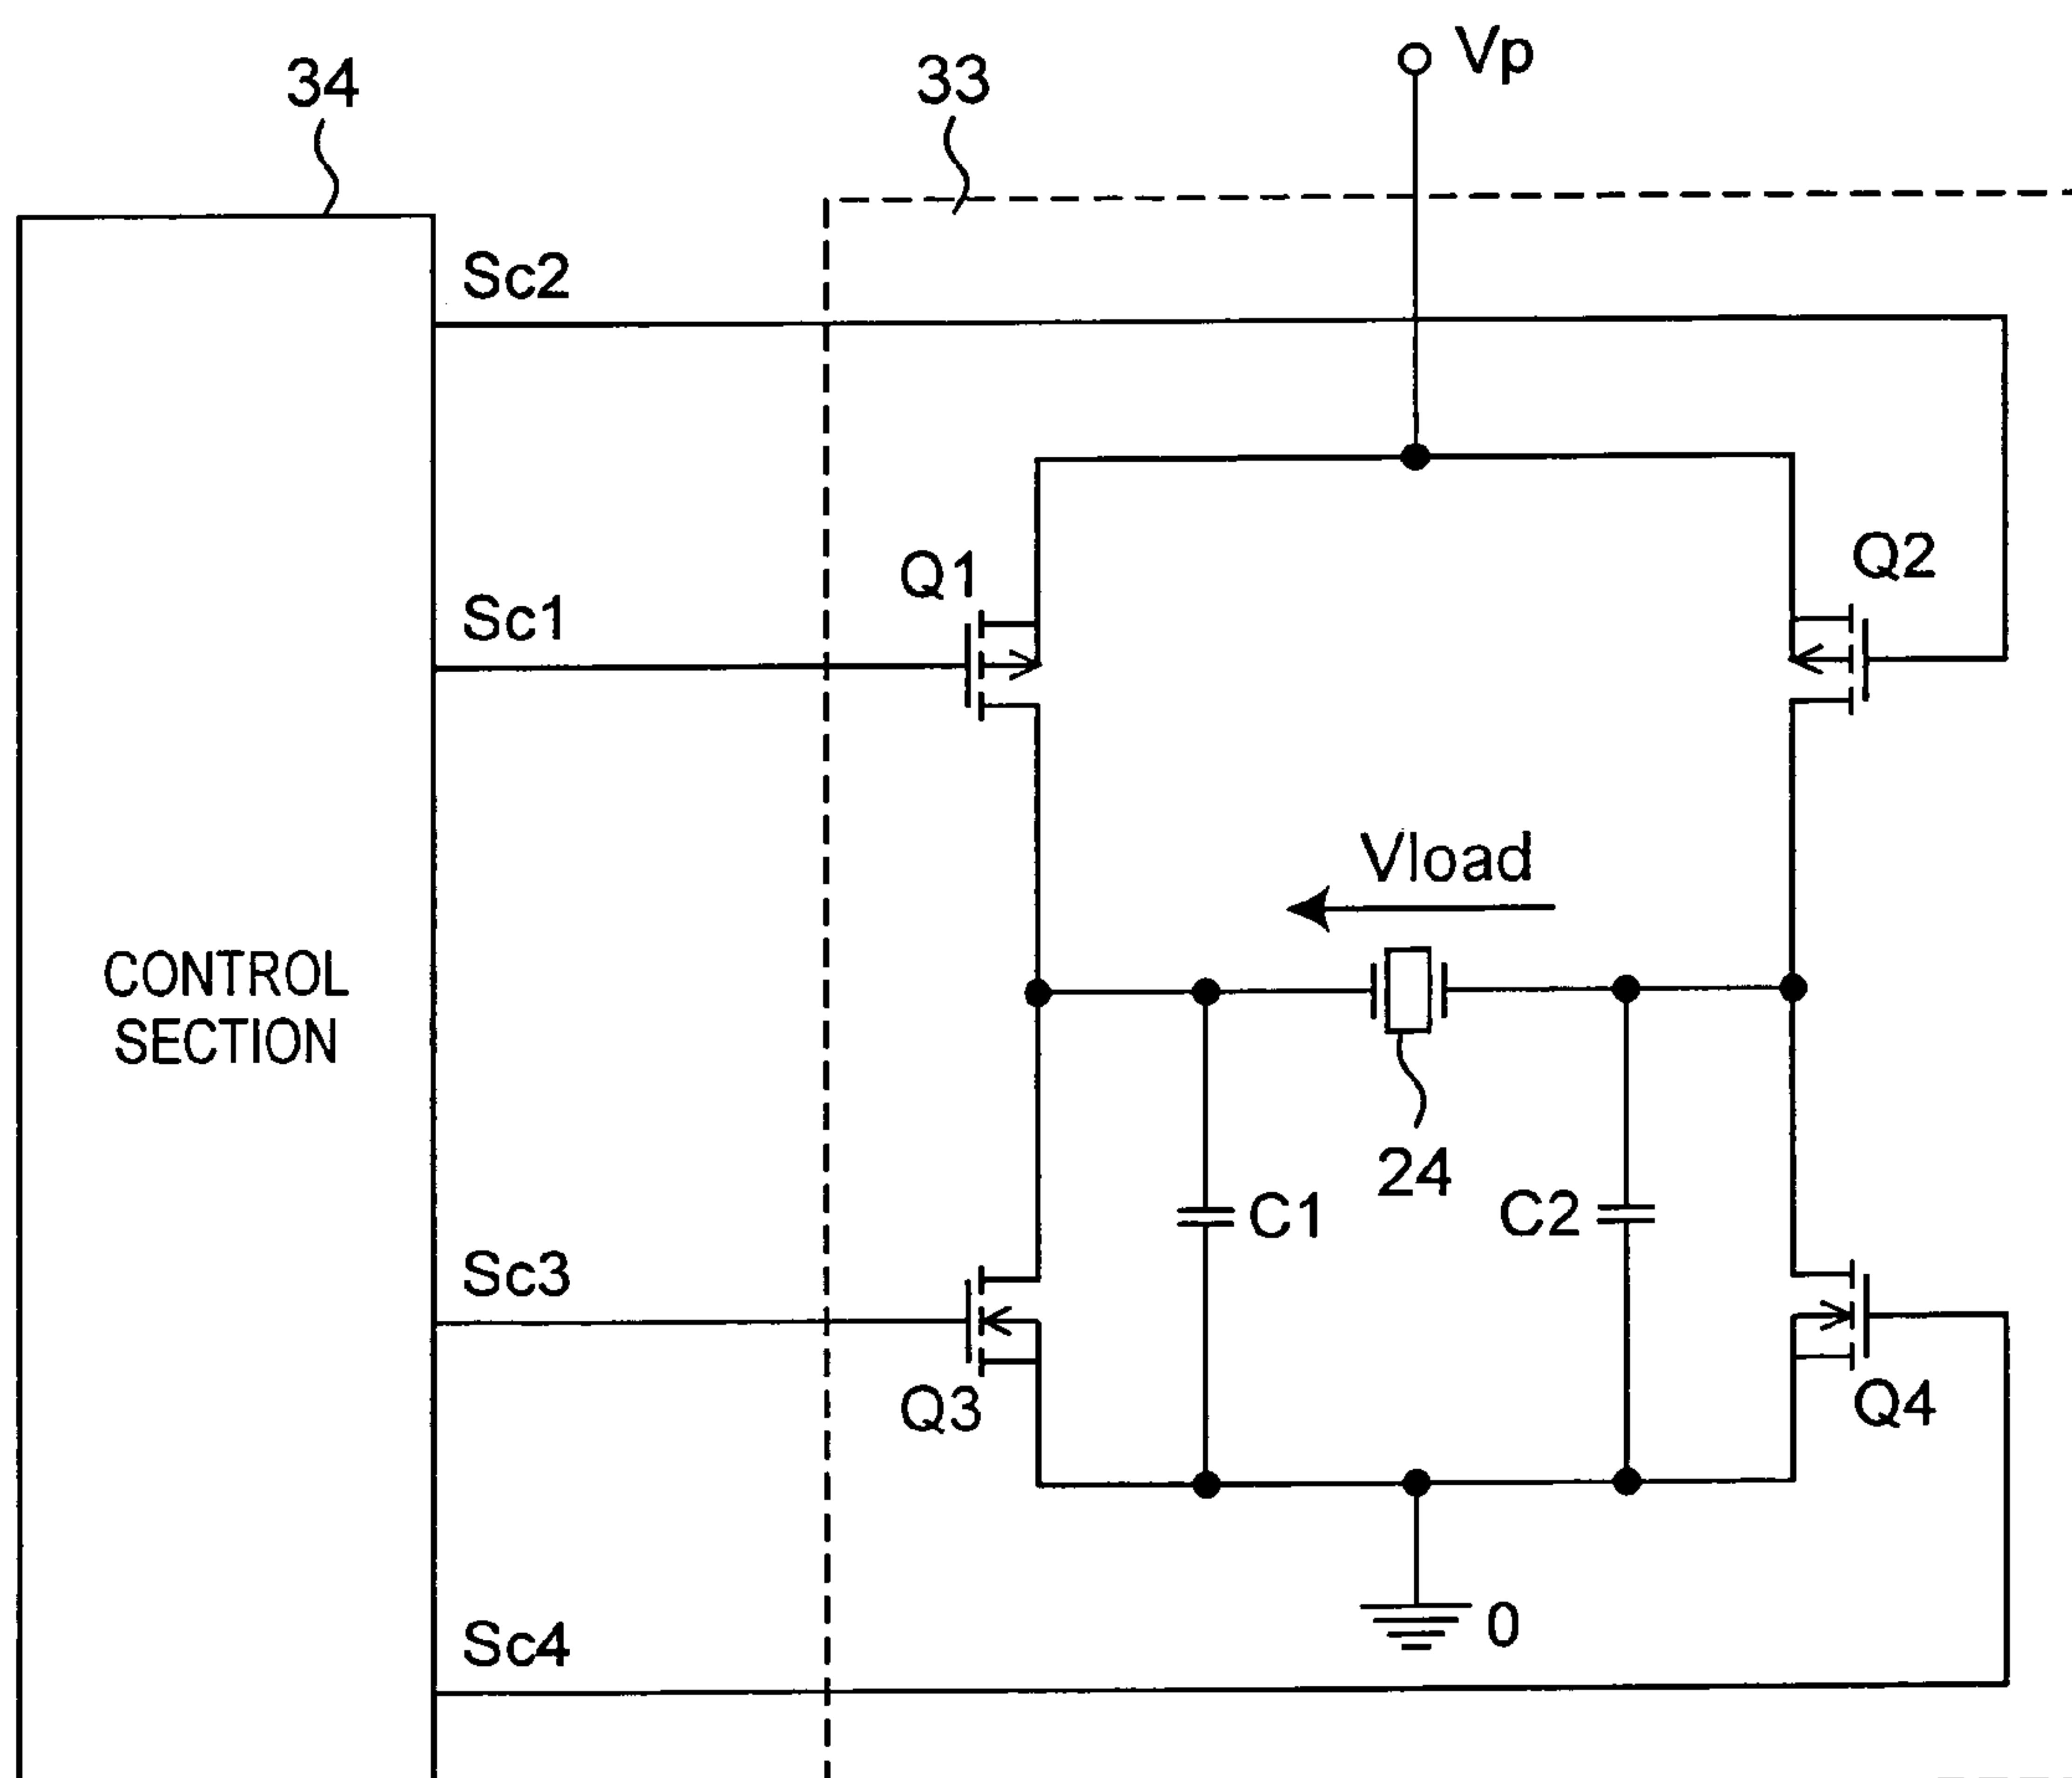 Vp
33
34
Sc2
Q2
Q1
Sc1
Vload
CONTROL
SECTION
24
C1
C2
Sc3
Q3
Q4
0
Sc4